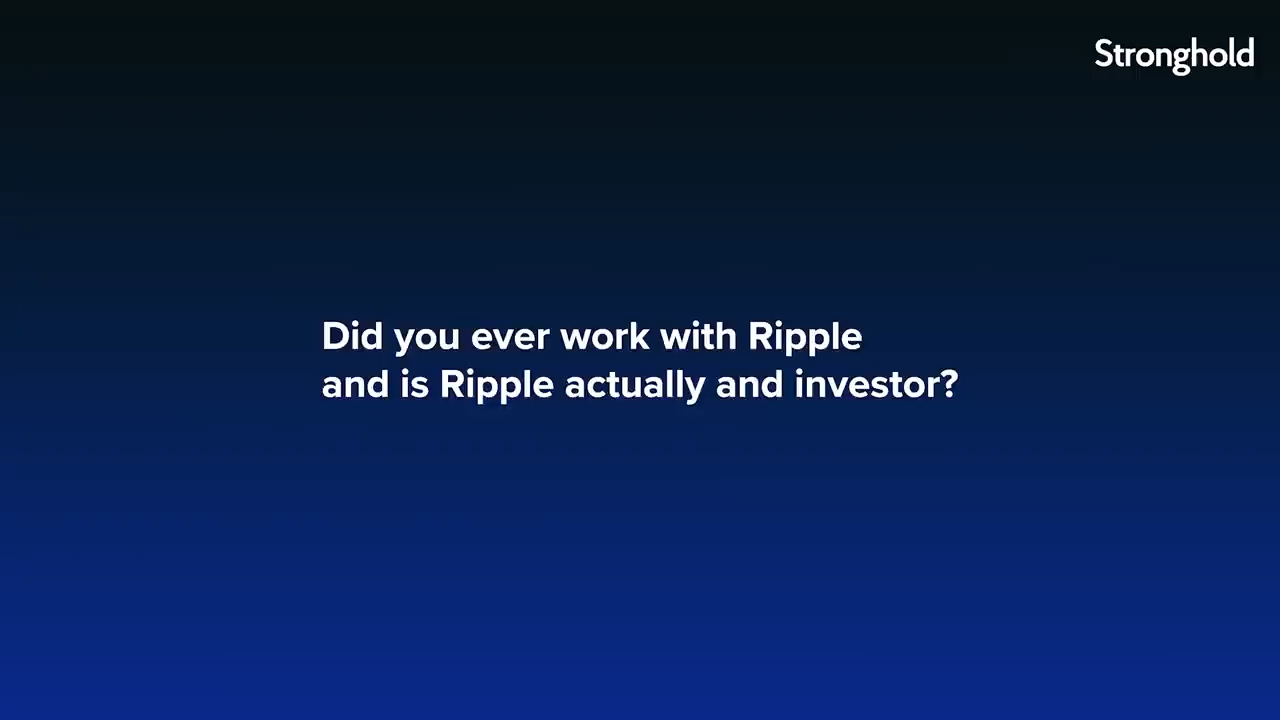 Stronghold
Did you ever work with Ripple
and is Ripple actually and investor?